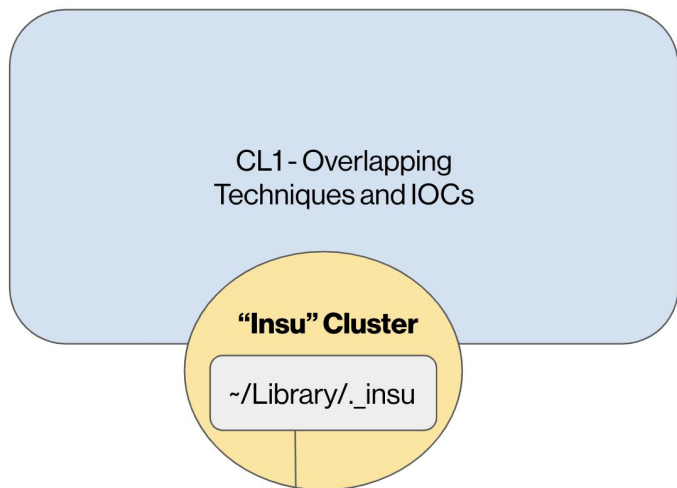 CL1 - Overlapping
Techniques and IOCs
“Insu” Cluster
~/Library/._insu